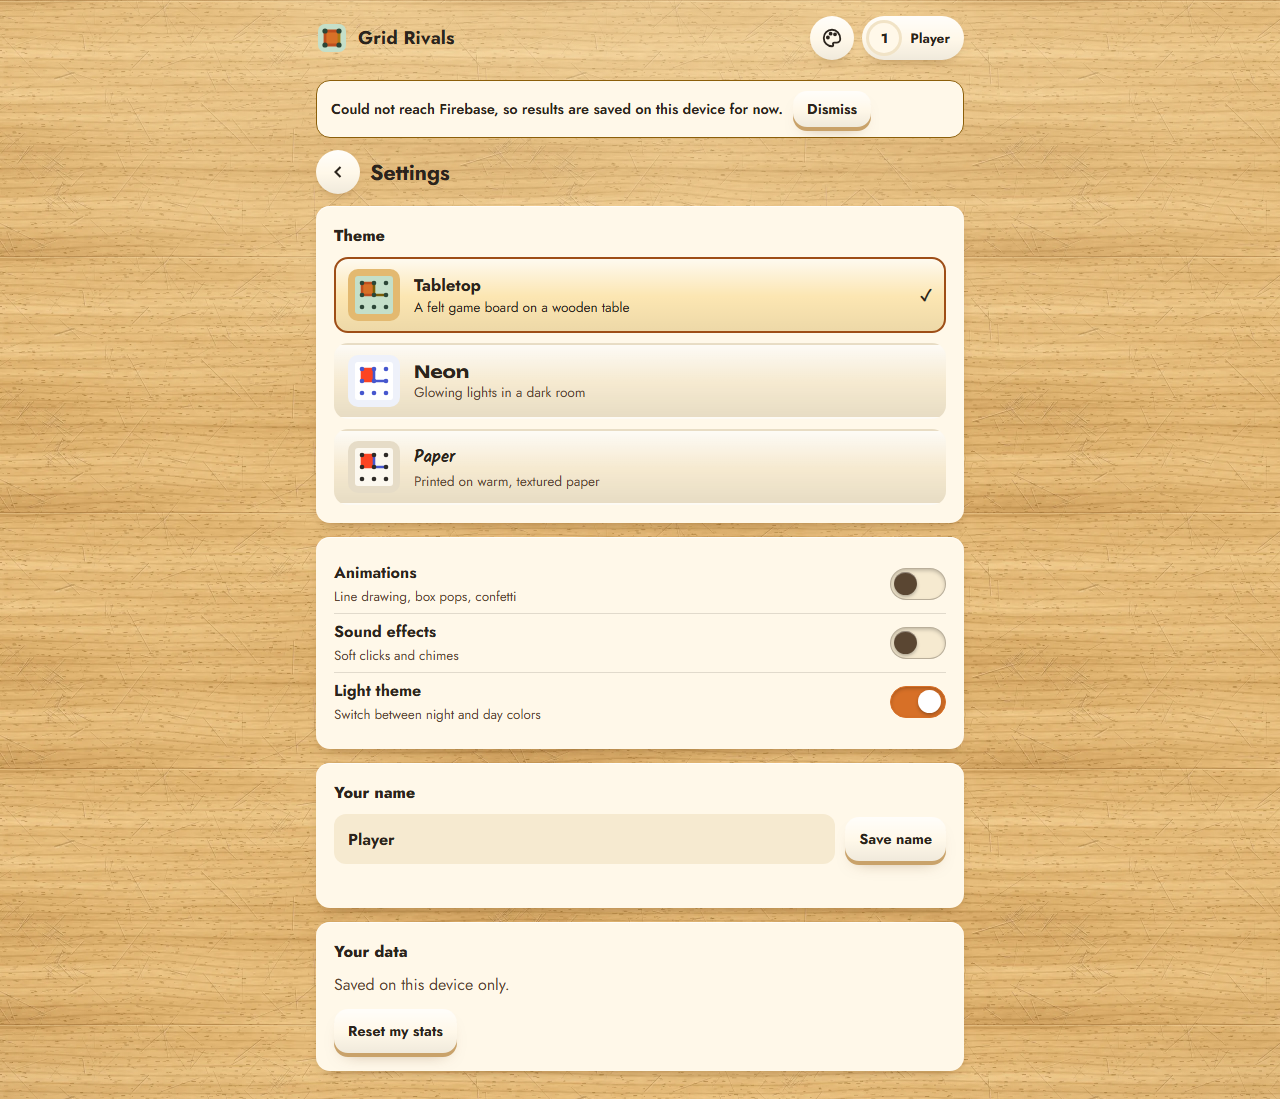 Grid Rivals
1 Player
Could not reach Firebase, so results are saved on this device for now. Dismiss
Settings
Theme
Tabletop
A felt game board on a wooden table
Neon
Glowing lights in a dark room
Paper
Printed on warm, textured paper
Animations
Line drawing, box pops, confetti
Sound effects
Soft clicks and chimes
Light theme
Switch between night and day colors
Your name
Player Save name
Your data
Saved on this device only.
Reset my stats